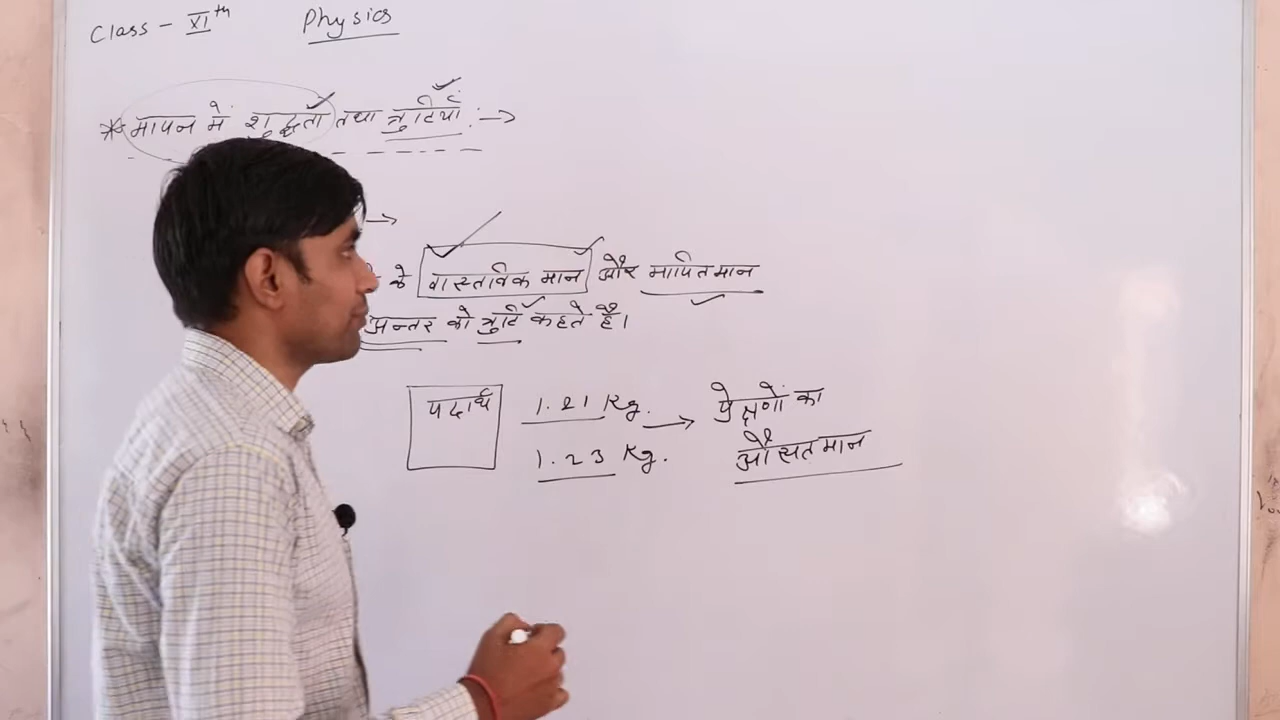 Class - XIth Physics
* मापन में शुद्धता तथा त्रुटियाँ :→
→
के वास्तविक मान और मापित मान
अन्तर को त्रुटि कहते है।
पदार्थ 1.21 Kg. → प्रेक्षणों का
1.23 Kg. औसत मान